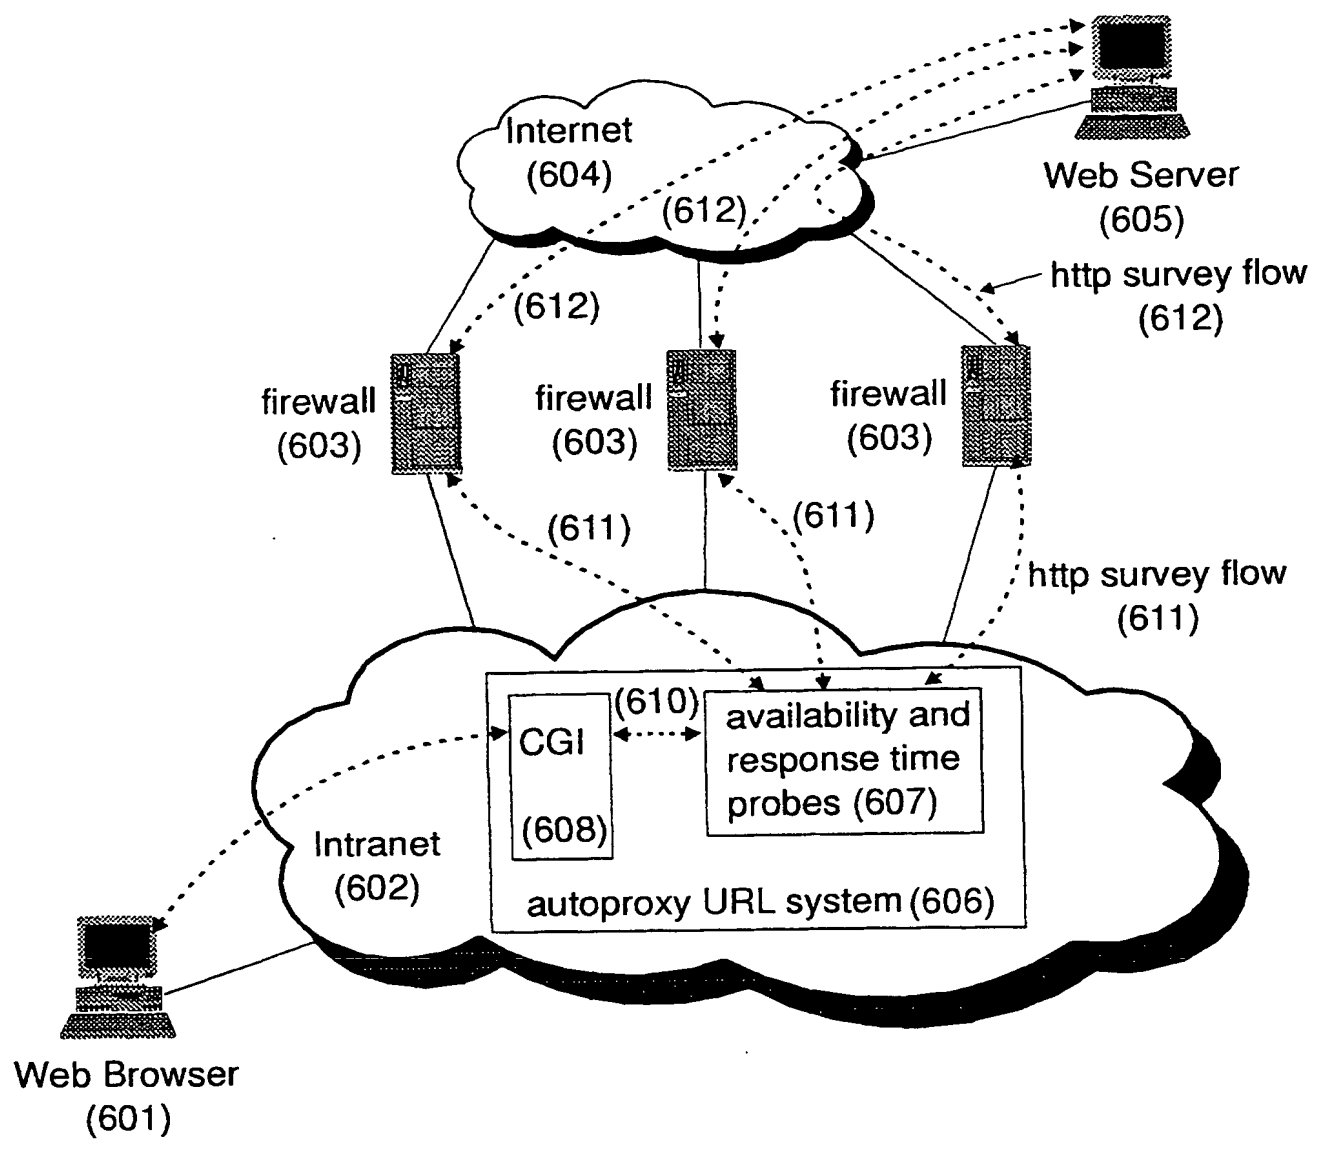 Internet
(604)
(612)
Web Server
(605)
http survey flow
(612)
(612)
firewall
(603)
firewall
(603)
firewall
(603)
(611)
(611)
http survey flow
(611)
(610)
CGI
(608)
availability and
response time
probes (607)
Intranet
(602)
autoproxy URL system (606)
Web Browser
(601)